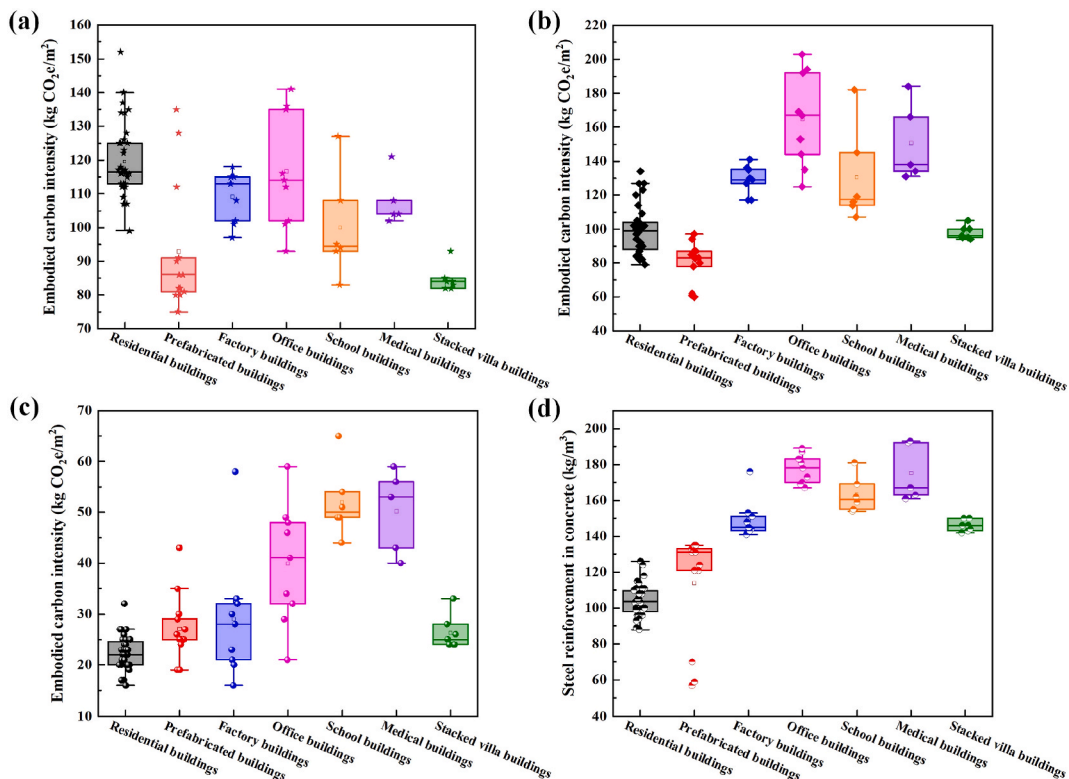 (a)
Embodied carbon intensity (kg CO₂e/m²)
160
150
140
130
120
110
100
90
80
70
Residential buildings
Prefabricated buildings
Factory buildings
Office buildings
School buildings
Medical buildings
Stacked villa buildings
(b)
Embodied carbon intensity (kg CO₂e/m²)
220
200
180
160
140
120
100
80
60
40
Residential buildings
Prefabricated buildings
Factory buildings
Office buildings
School buildings
Medical buildings
Stacked villa buildings
(c)
Embodied carbon intensity (kg CO₂e/m²)
70
60
50
40
30
20
10
Residential buildings
Prefabricated buildings
Factory buildings
Office buildings
School buildings
Medical buildings
Stacked villa buildings
(d)
Steel reinforcement in concrete (kg/m³)
200
180
160
140
120
100
80
60
40
Residential buildings
Prefabricated buildings
Factory buildings
Office buildings
School buildings
Medical buildings
Stacked villa buildings